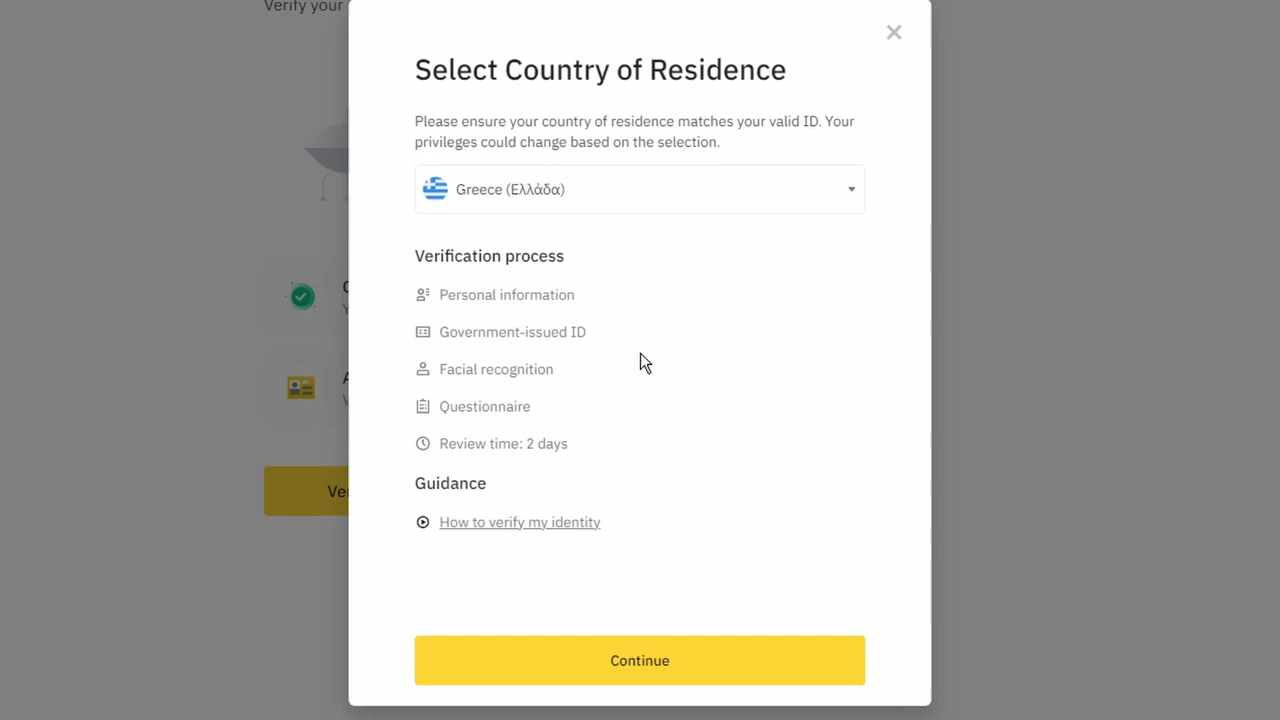 Verify your
Select Country of Residence
Please ensure your country of residence matches your valid ID. Your
privileges could change based on the selection.
Greece (Ελλάδα)
Verification process
Personal information
Government-issued ID
Facial recognition
Questionnaire
Review time: 2 days
Guidance
How to verify my identity
Continue